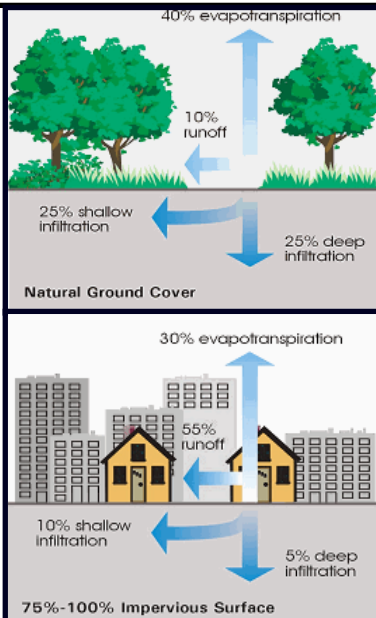 40% evapotranspiration
10%
runoff
25% shallow
infiltration
25% deep
infiltration
Natural Ground Cover
30% evapotranspiration
55%
runoff
10% shallow
infiltration
5% deep
infiltration
75%-100% Impervious Surface